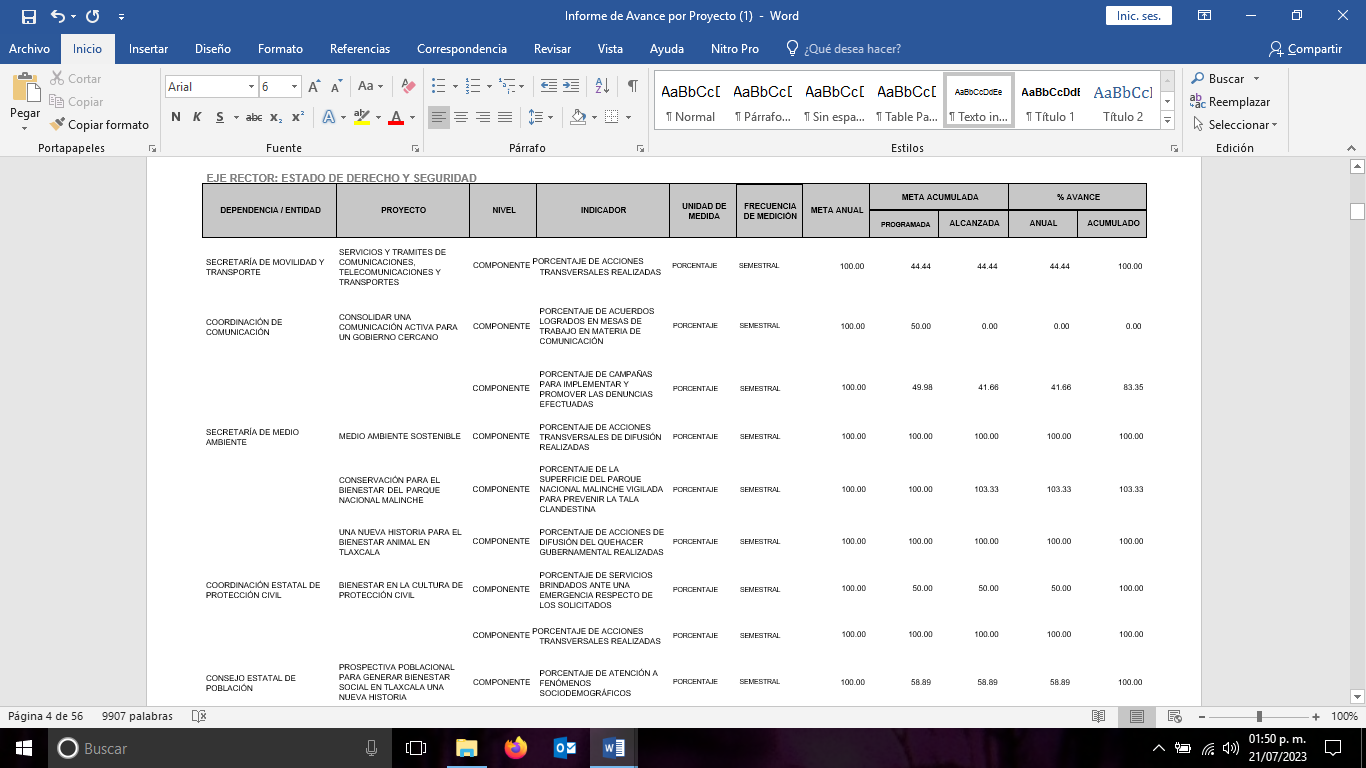 Informe de Avance por Proyecto (1) - Word
Inic. ses.
Archivo Inicio Insertar Diseño Formato Referencias Correspondencia Revisar Vista Ayuda Nitro Pro ¿Qué desea hacer? Compartir
Pegar
Cortar
Copiar
Copiar formato
Portapapeles
Arial 6
N K S abc x₂ x²
Fuente
Párrafo
AaBbCcD AaBbCcD AaBbCcD AaBbCcD AaBbCcDdEe AaBbCcDdE AaBbCcI
¶ Normal ¶ Párrafo... ¶ Sin espa... ¶ Table Pa... ¶ Texto in... ¶ Título 1 Título 2
Estilos
Buscar
Reemplazar
Seleccionar
Edición
EJE RECTOR: ESTADO DE DERECHO Y SEGURIDAD
DEPENDENCIA / ENTIDAD PROYECTO NIVEL INDICADOR UNIDAD DE MEDIDA FRECUENCIA DE MEDICIÓN META ANUAL META ACUMULADA % AVANCE
PROGRAMADA ALCANZADA ANUAL ACUMULADO
SECRETARÍA DE MOVILIDAD Y TRANSPORTE SERVICIOS Y TRAMITES DE COMUNICACIONES, TELECOMUNICACIONES Y TRANSPORTES COMPONENTE PORCENTAJE DE ACCIONES TRANSVERSALES REALIZADAS PORCENTAJE SEMESTRAL 100.00 44.44 44.44 44.44 100.00
COORDINACIÓN DE COMUNICACIÓN CONSOLIDAR UNA COMUNICACIÓN ACTIVA PARA UN GOBIERNO CERCANO COMPONENTE PORCENTAJE DE ACUERDOS LOGRADOS EN MESAS DE TRABAJO EN MATERIA DE COMUNICACIÓN PORCENTAJE SEMESTRAL 100.00 50.00 0.00 0.00 0.00
COMPONENTE PORCENTAJE DE CAMPAÑAS PARA IMPLEMENTAR Y PROMOVER LAS DENUNCIAS EFECTUADAS PORCENTAJE SEMESTRAL 100.00 49.98 41.66 41.66 83.35
SECRETARÍA DE MEDIO AMBIENTE MEDIO AMBIENTE SOSTENIBLE COMPONENTE PORCENTAJE DE ACCIONES TRANSVERSALES DE DIFUSIÓN REALIZADAS PORCENTAJE SEMESTRAL 100.00 100.00 100.00 100.00 100.00
CONSERVACIÓN PARA EL BIENESTAR DEL PARQUE NACIONAL MALINCHE COMPONENTE PORCENTAJE DE LA SUPERFICIE DEL PARQUE NACIONAL MALINCHE VIGILADA PARA PREVENIR LA TALA CLANDESTINA PORCENTAJE SEMESTRAL 100.00 100.00 103.33 103.33 103.33
UNA NUEVA HISTORIA PARA EL BIENESTAR ANIMAL EN TLAXCALA COMPONENTE PORCENTAJE DE ACCIONES DE DIFUSIÓN DEL QUEHACER GUBERNAMENTAL REALIZADAS PORCENTAJE SEMESTRAL 100.00 100.00 100.00 100.00 100.00
COORDINACIÓN ESTATAL DE PROTECCIÓN CIVIL BIENESTAR EN LA CULTURA DE PROTECCIÓN CIVIL COMPONENTE PORCENTAJE DE SERVICIOS BRINDADOS ANTE UNA EMERGENCIA RESPECTO DE LOS SOLICITADOS PORCENTAJE SEMESTRAL 100.00 50.00 50.00 50.00 100.00
COMPONENTE PORCENTAJE DE ACCIONES TRANSVERSALES REALIZADAS PORCENTAJE SEMESTRAL 100.00 100.00 100.00 100.00 100.00
CONSEJO ESTATAL DE POBLACIÓN PROSPECTIVA POBLACIONAL PARA GENERAR BIENESTAR SOCIAL EN TLAXCALA UNA NUEVA HISTORIA COMPONENTE PORCENTAJE DE ATENCIÓN A FENÓMENOS SOCIODEMOGRÁFICOS PORCENTAJE SEMESTRAL 100.00 58.89 58.89 58.89 100.00
Página 4 de 56 9907 palabras 100%
Buscar
01:50 p. m.
21/07/2023